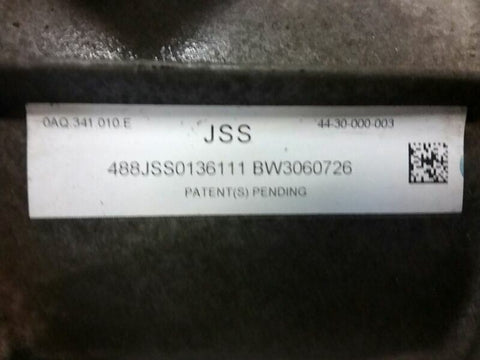 0AQ.341.010.E
JSS
44-30-000-003
488JSS0136111 BW3060726
PATENT(S) PENDING